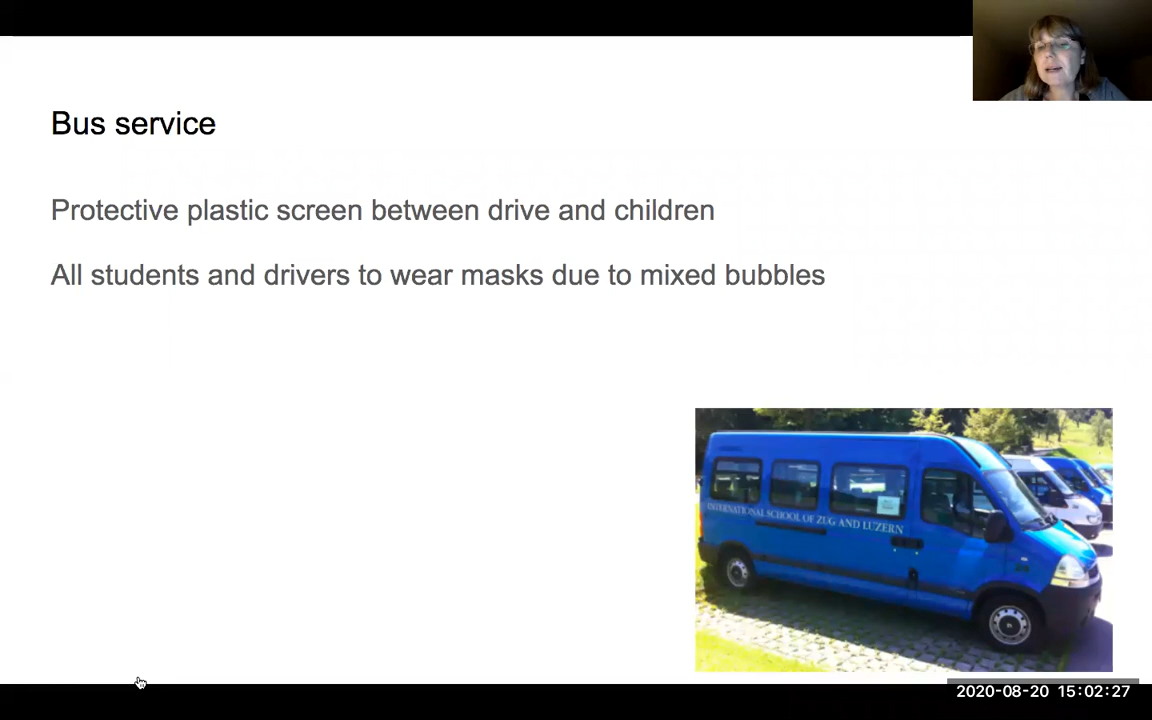 Bus service
Protective plastic screen between drive and children
All students and drivers to wear masks due to mixed bubbles
INTERNATIONAL SCHOOL OF ZUG AND LUZERN
2020-08-20 15:02:27